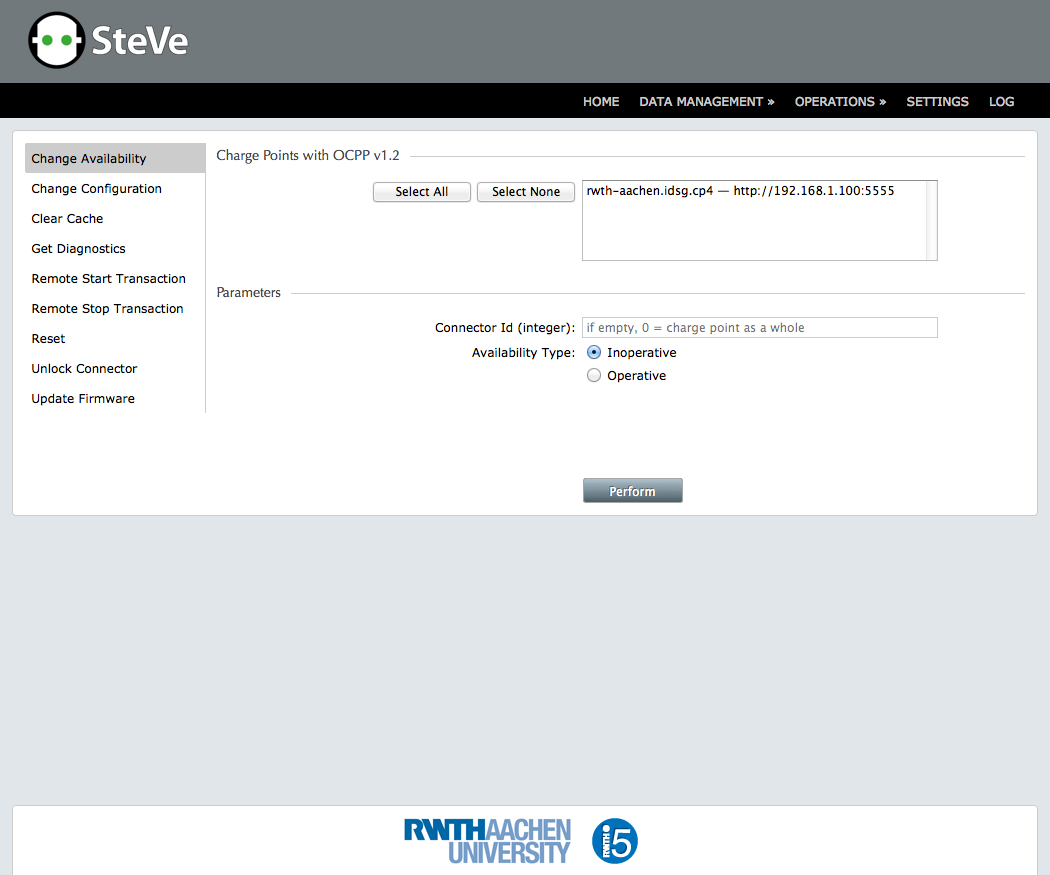 SteVe
HOME DATA MANAGEMENT » OPERATIONS » SETTINGS LOG
Change Availability
Change Configuration
Clear Cache
Get Diagnostics
Remote Start Transaction
Remote Stop Transaction
Reset
Unlock Connector
Update Firmware
Charge Points with OCPP v1.2
Select All Select None rwth-aachen.idsg.cp4 — http://192.168.1.100:5555
Parameters
Connector Id (integer): if empty, 0 = charge point as a whole
Availability Type: Inoperative
Operative
Perform
RWTHAACHEN
UNIVERSITY
RWTH i5